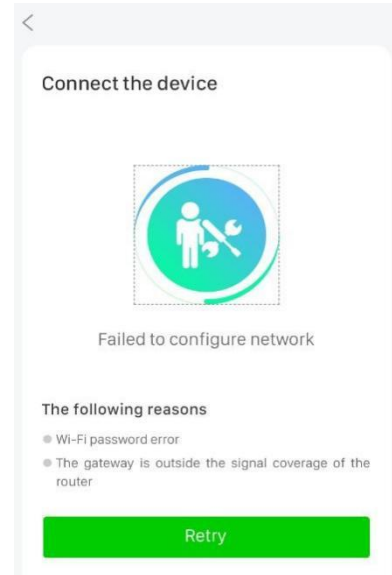 Connect the device
Failed to configure network
The following reasons
Wi-Fi password error
The gateway is outside the signal coverage of the
router
Retry